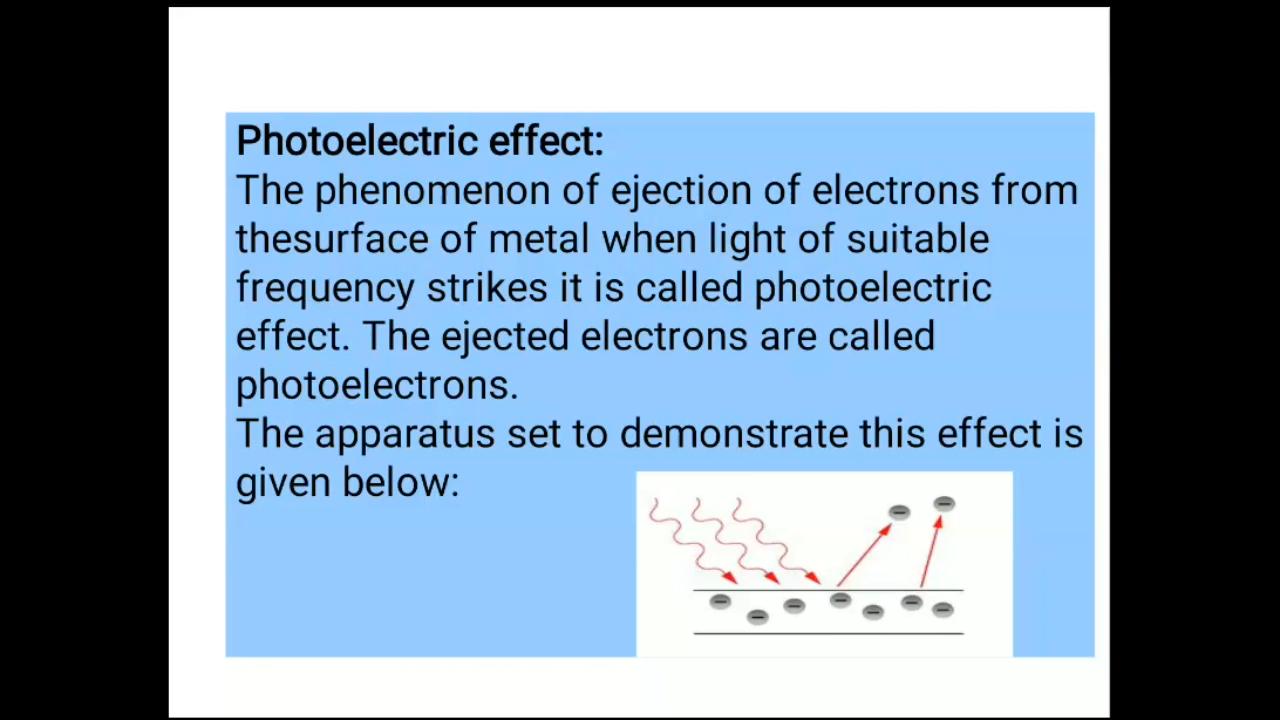 Photoelectric effect:
The phenomenon of ejection of electrons from
thesurface of metal when light of suitable
frequency strikes it is called photoelectric
effect. The ejected electrons are called
photoelectrons.
The apparatus set to demonstrate this effect is
given below: